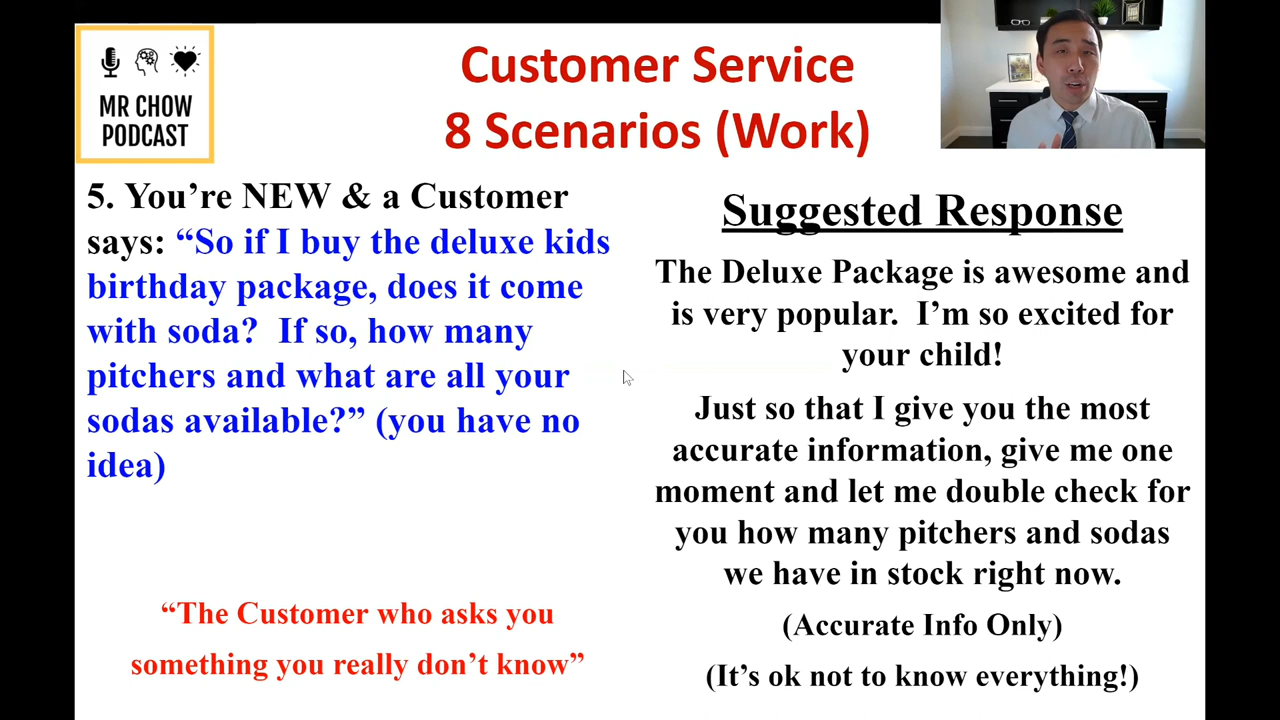 MR CHOW
PODCAST
Customer Service
8 Scenarios (Work)
5. You’re NEW & a Customer
says: “So if I buy the deluxe kids
birthday package, does it come
with soda?  If so, how many
pitchers and what are all your
sodas available?” (you have no
idea)
“The Customer who asks you
something you really don’t know”
Suggested Response
The Deluxe Package is awesome and
is very popular.  I’m so excited for
your child!
Just so that I give you the most
accurate information, give me one
moment and let me double check for
you how many pitchers and sodas
we have in stock right now.
(Accurate Info Only)
(It’s ok not to know everything!)